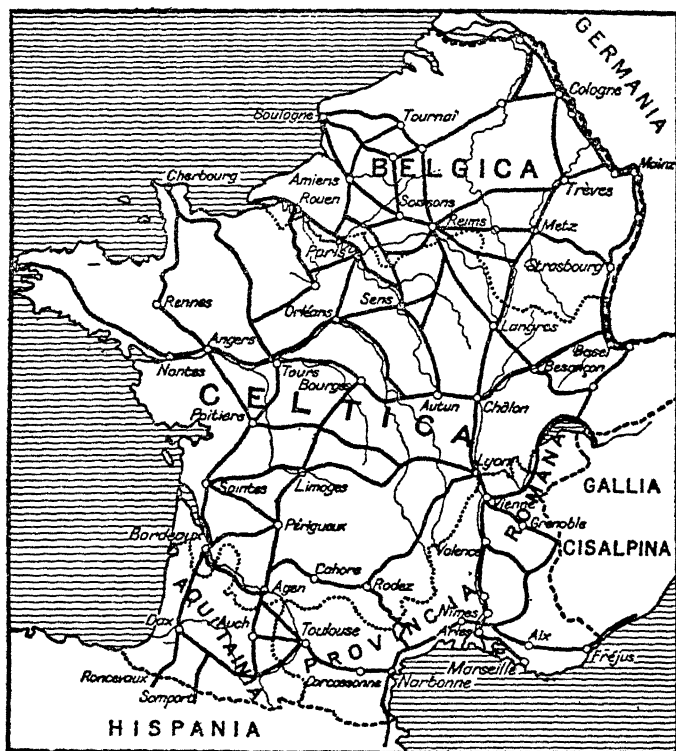 GERMANIA
Cologne
Boulogne
Tournai
BELGICA
Mainz
Cherbourg
Amiens
Trèves
Rouen
Soissons
Reims
Metz
Paris
Strasbourg
Rennes
Orléans
Sens
Langres
Angers
Basel
Nantes
Tours
Besançon
Bourges
CELTICA
Autun
Châlon
Poitiers
Lyon
Saintes
Limoges
Vienne
GALLIA
ROMANA
Périgueux
Grenoble
Bordeaux
Valence
CISALPINA
Cahors
Agen
Rodez
AQUITAINIA
PROVINCIA
Nîmes
Dax
Auch
Toulouse
Arles
Aix
Marseille
Fréjus
Roncevaux
Carcassonne
Narbonne
Somport
HISPANIA